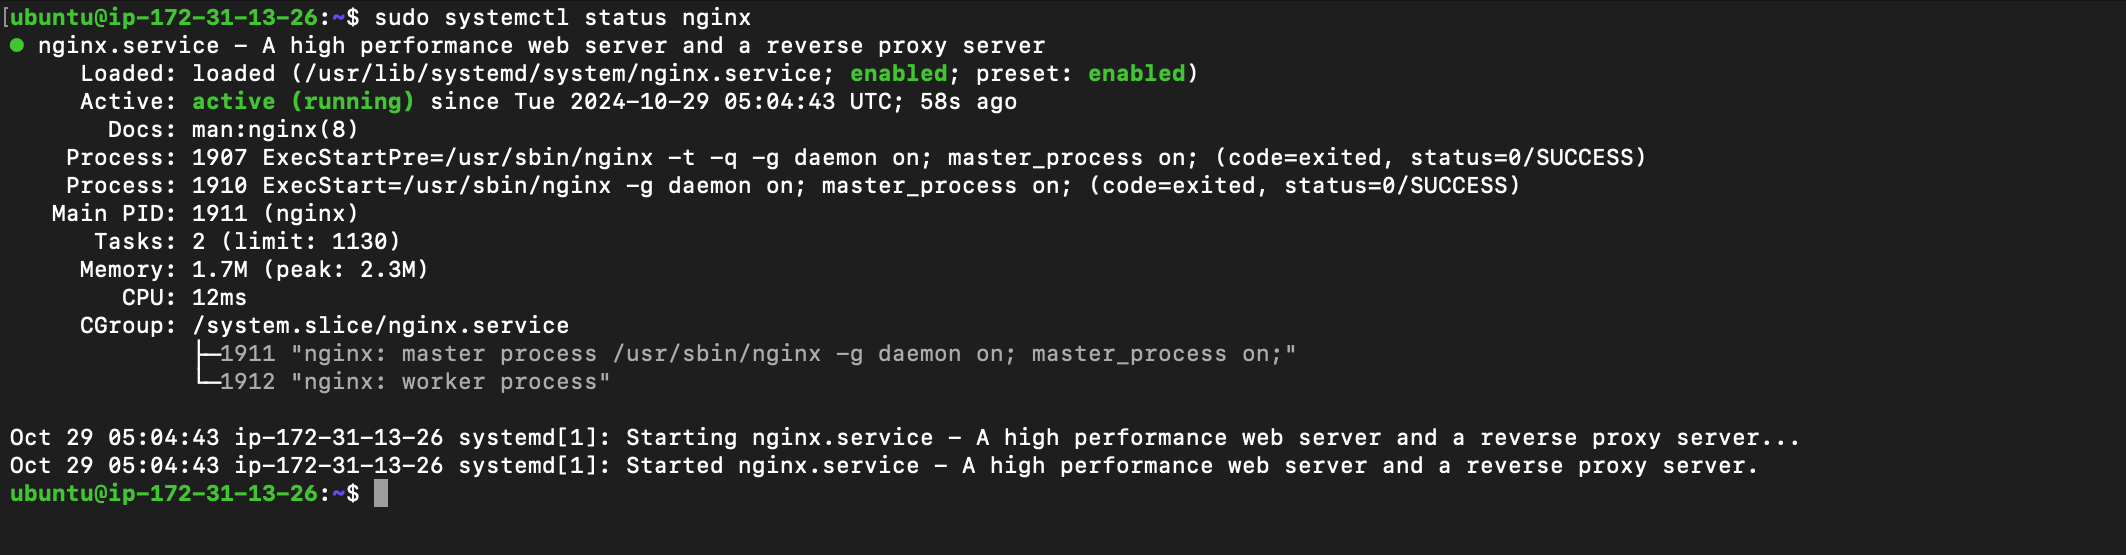 [ubuntu@ip-172-31-13-26:~$ sudo systemctl status nginx
● nginx.service - A high performance web server and a reverse proxy server
     Loaded: loaded (/usr/lib/systemd/system/nginx.service; enabled; preset: enabled)
     Active: active (running) since Tue 2024-10-29 05:04:43 UTC; 58s ago
       Docs: man:nginx(8)
    Process: 1907 ExecStartPre=/usr/sbin/nginx -t -q -g daemon on; master_process on; (code=exited, status=0/SUCCESS)
    Process: 1910 ExecStart=/usr/sbin/nginx -g daemon on; master_process on; (code=exited, status=0/SUCCESS)
   Main PID: 1911 (nginx)
      Tasks: 2 (limit: 1130)
     Memory: 1.7M (peak: 2.3M)
        CPU: 12ms
     CGroup: /system.slice/nginx.service
             ├─1911 "nginx: master process /usr/sbin/nginx -g daemon on; master_process on;"
             └─1912 "nginx: worker process"

Oct 29 05:04:43 ip-172-31-13-26 systemd[1]: Starting nginx.service - A high performance web server and a reverse proxy server...
Oct 29 05:04:43 ip-172-31-13-26 systemd[1]: Started nginx.service - A high performance web server and a reverse proxy server.
ubuntu@ip-172-31-13-26:~$